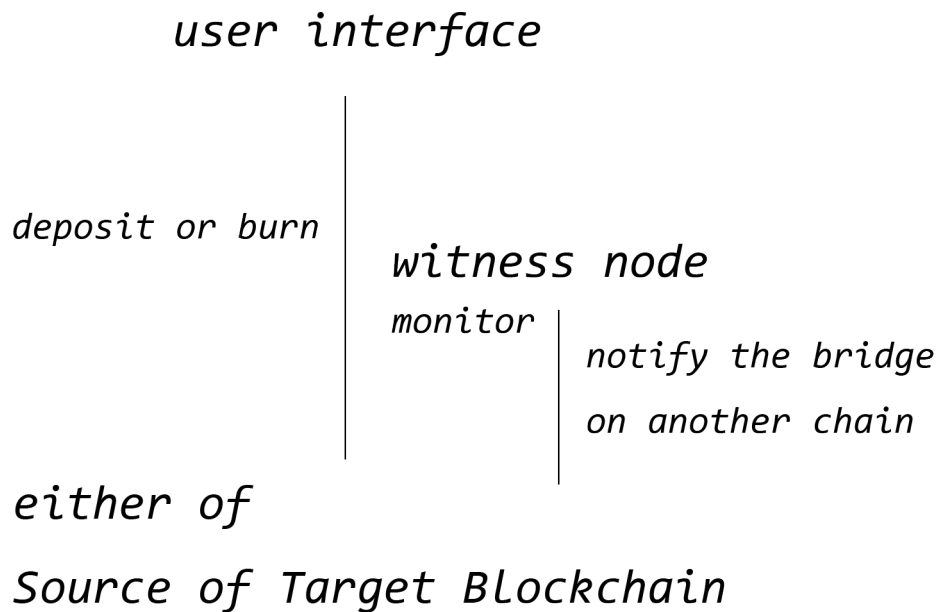 user interface
deposit or burn
witness node
monitor
notify the bridge
on another chain
either of
Source of Target Blockchain